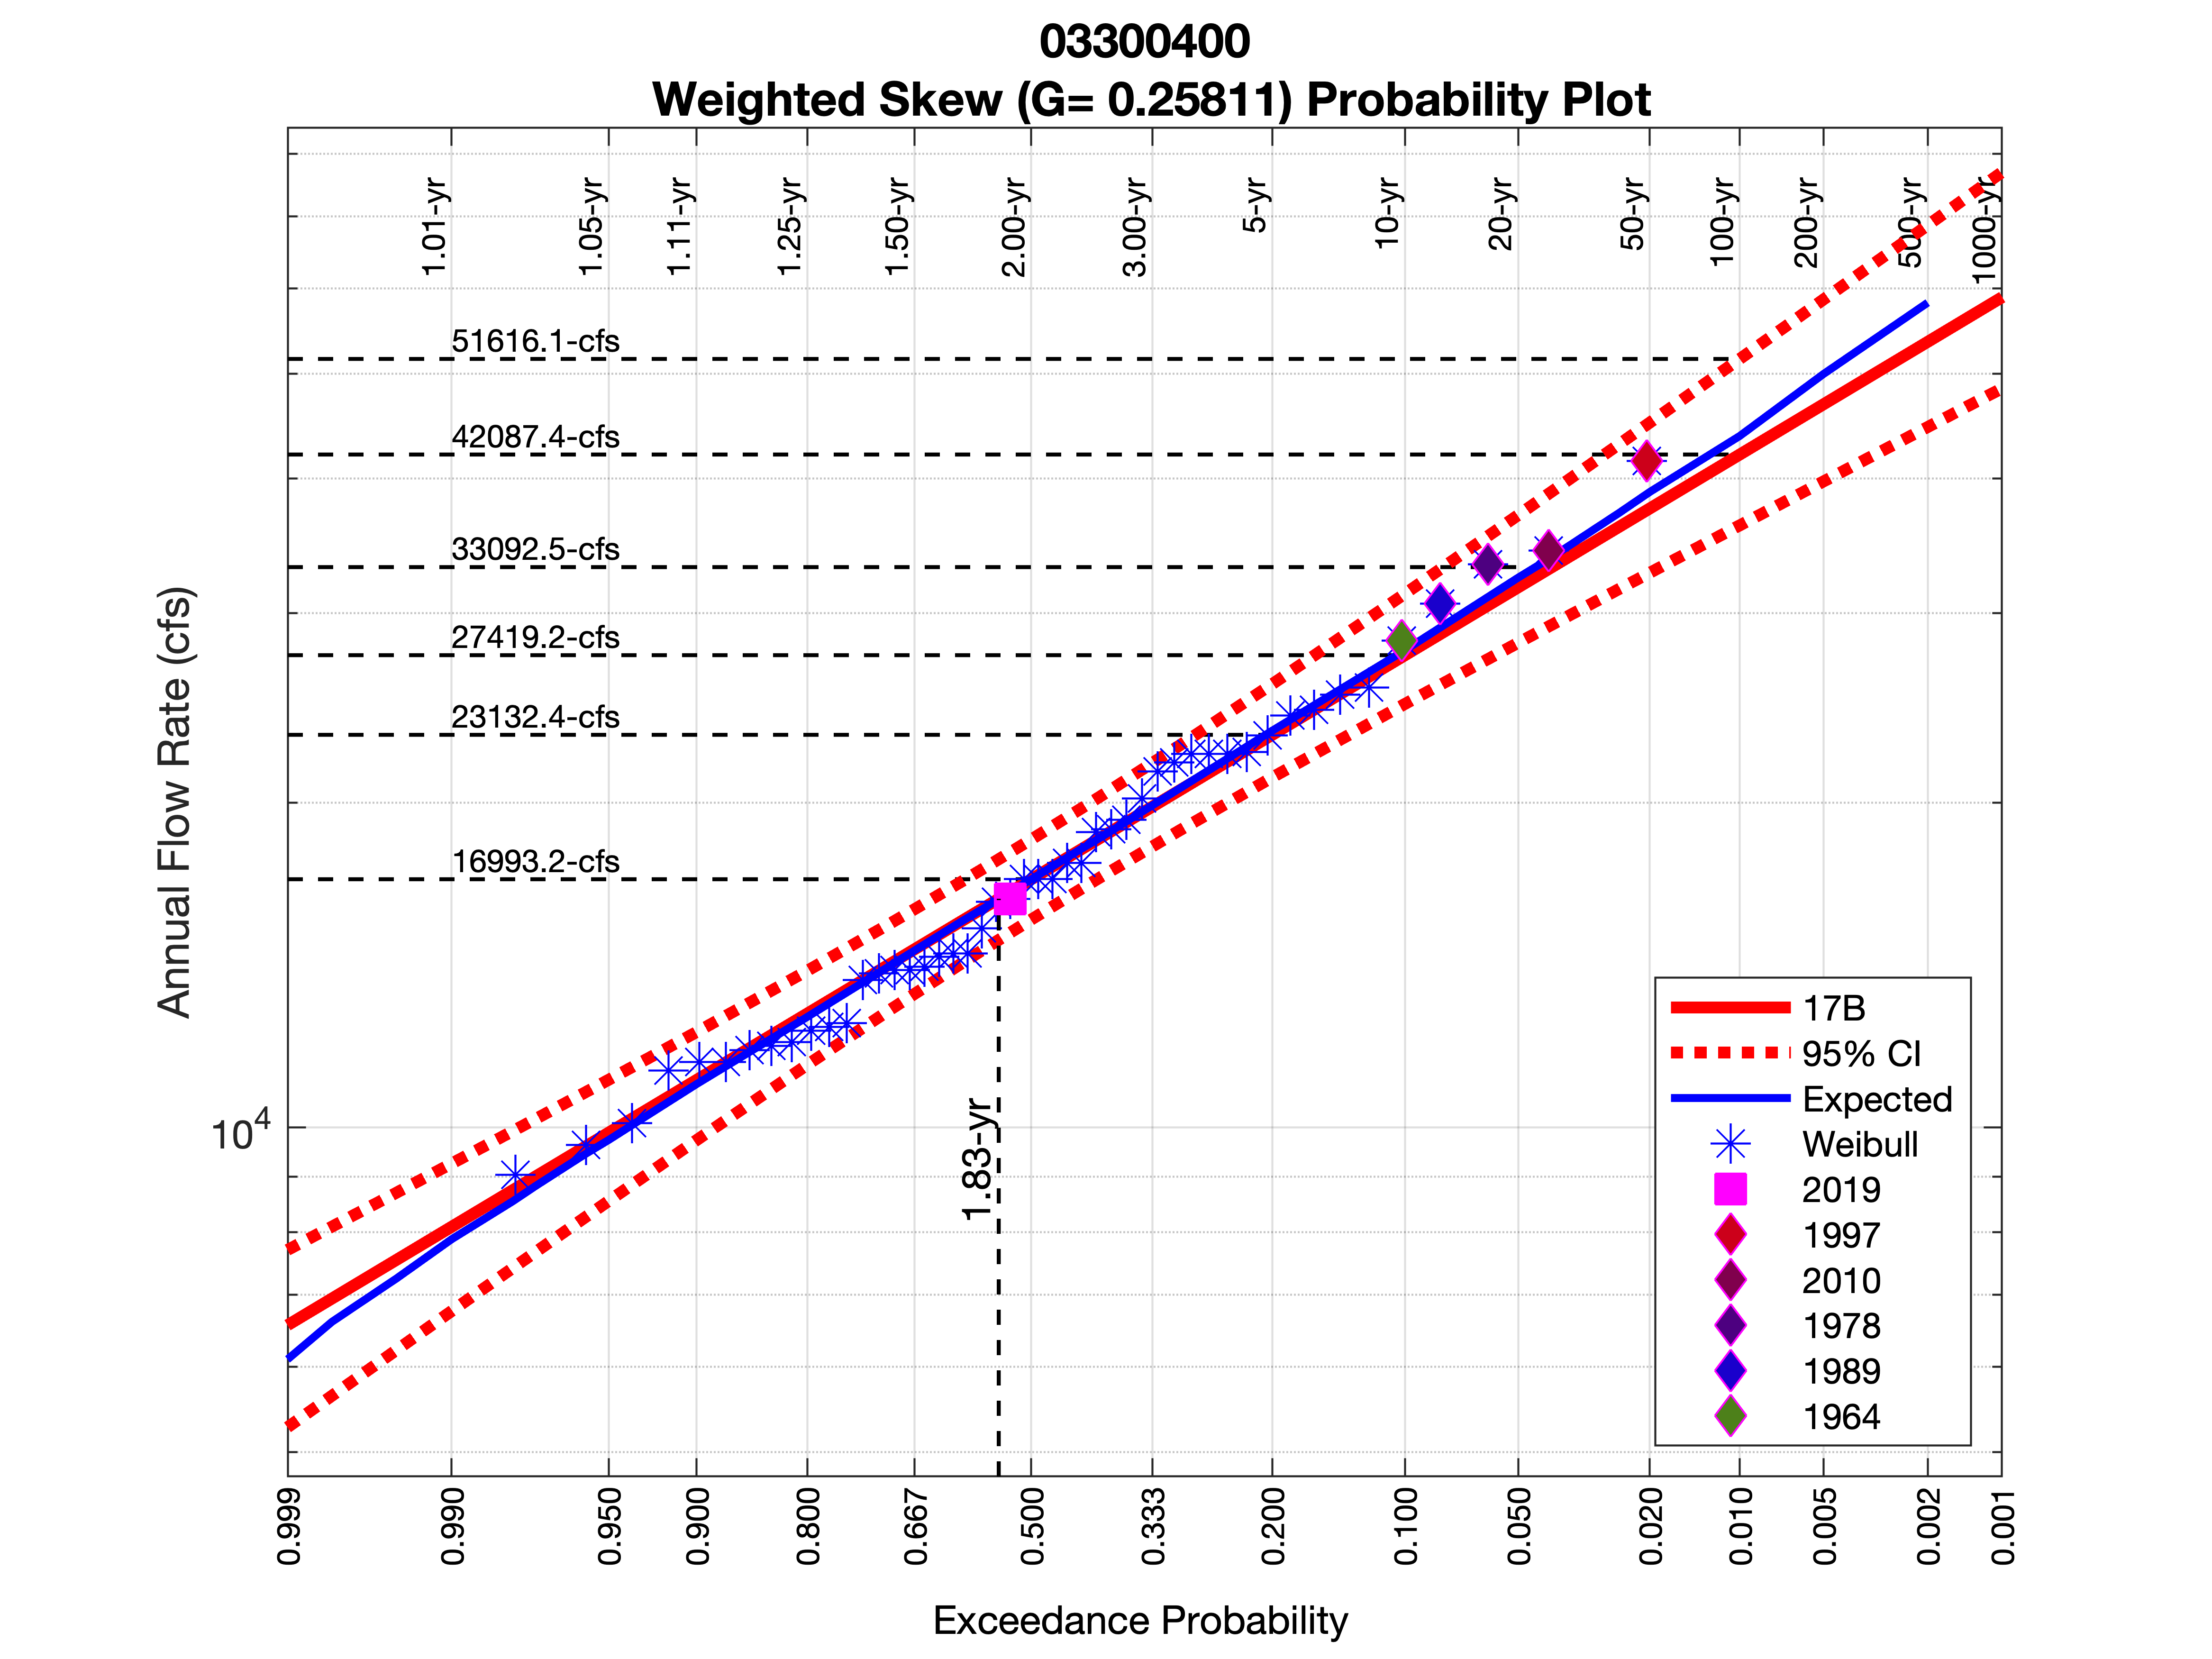 03300400
Weighted Skew (G= 0.25811) Probability Plot
1.01-yr
1.05-yr
1.11-yr
1.25-yr
1.50-yr
2.00-yr
3.00-yr
5-yr
10-yr
20-yr
50-yr
100-yr
200-yr
500-yr
1000-yr
51616.1-cfs
42087.4-cfs
33092.5-cfs
27419.2-cfs
23132.4-cfs
16993.2-cfs
1.83-yr
Annual Flow Rate (cfs)
10^4
17B
95% CI
Expected
Weibull
2019
1997
2010
1978
1989
1964
0.999
0.990
0.950
0.900
0.800
0.667
0.500
0.333
0.200
0.100
0.050
0.020
0.010
0.005
0.002
0.001
Exceedance Probability